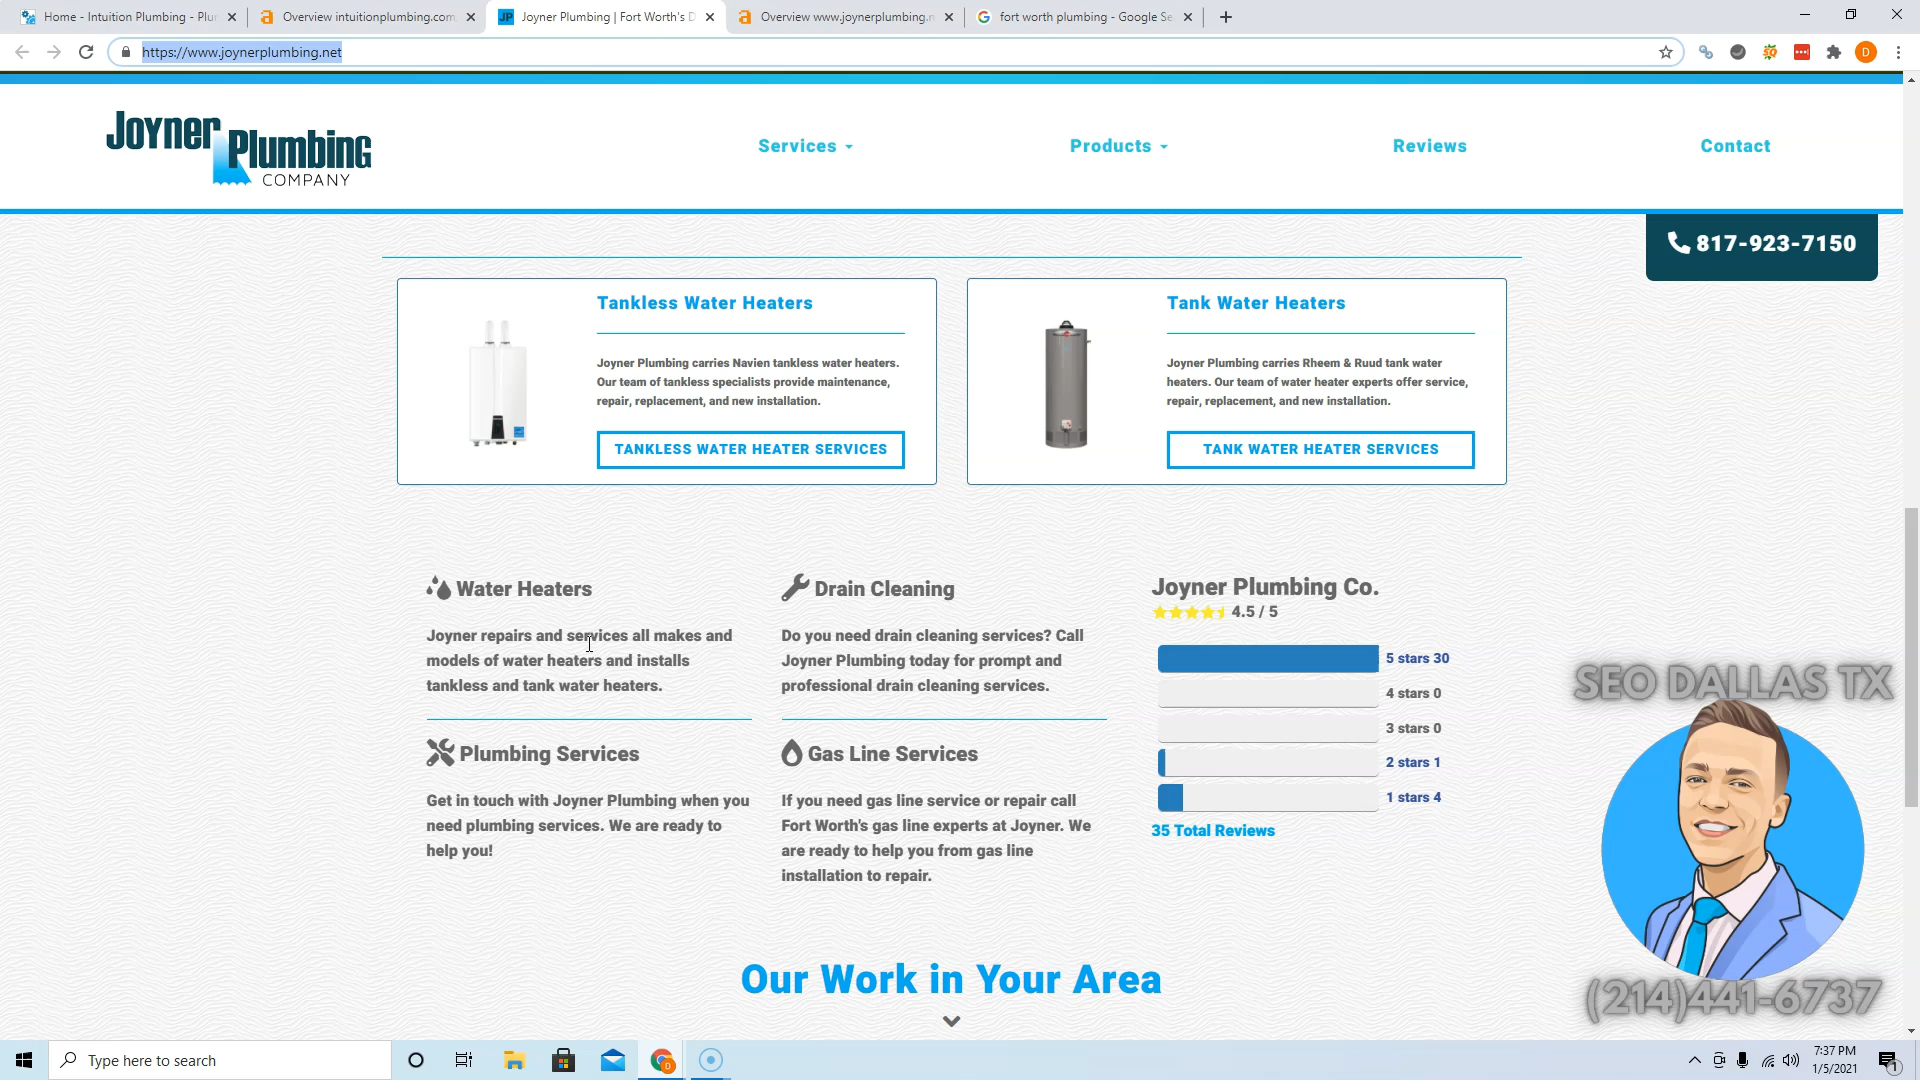 Home - Intuition Plumbing - Plun
Overview intuitionplumbing.com
Joyner Plumbing | Fort Worth's D
Overview www.joynerplumbing.n
fort worth plumbing - Google Se
https://www.joynerplumbing.net
D
Joyner Plumbing
COMPANY
Services
Products
Reviews
Contact
817-923-7150
Tankless Water Heaters
Joyner Plumbing carries Navien tankless water heaters.
Our team of tankless specialists provide maintenance,
repair, replacement, and new installation.
TANKLESS WATER HEATER SERVICES
Tank Water Heaters
Joyner Plumbing carries Rheem & Ruud tank water
heaters. Our team of water heater experts offer service,
repair, replacement, and new installation.
TANK WATER HEATER SERVICES
Water Heaters
Joyner repairs and services all makes and
models of water heaters and installs
tankless and tank water heaters.
Drain Cleaning
Do you need drain cleaning services? Call
Joyner Plumbing today for prompt and
professional drain cleaning services.
Plumbing Services
Get in touch with Joyner Plumbing when you
need plumbing services. We are ready to
help you!
Gas Line Services
If you need gas line service or repair call
Fort Worth's gas line experts at Joyner. We
are ready to help you from gas line
installation to repair.
Joyner Plumbing Co.
4.5 / 5
5 stars 30
4 stars 0
3 stars 0
2 stars 1
1 stars 4
35 Total Reviews
SEO DALLAS TX
(214)441-6737
Our Work in Your Area
Type here to search
7:37 PM
1/5/2021